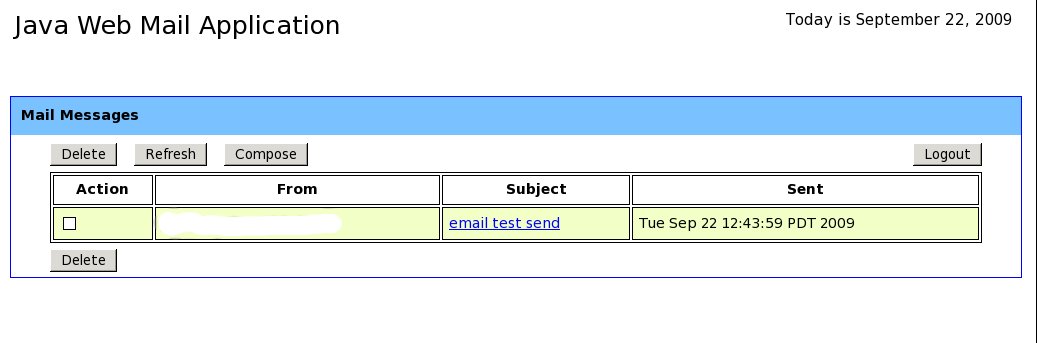 Java Web Mail Application
Today is September 22, 2009
Mail Messages
Delete Refresh Compose Logout
Action From Subject Sent
email test send Tue Sep 22 12:43:59 PDT 2009
Delete